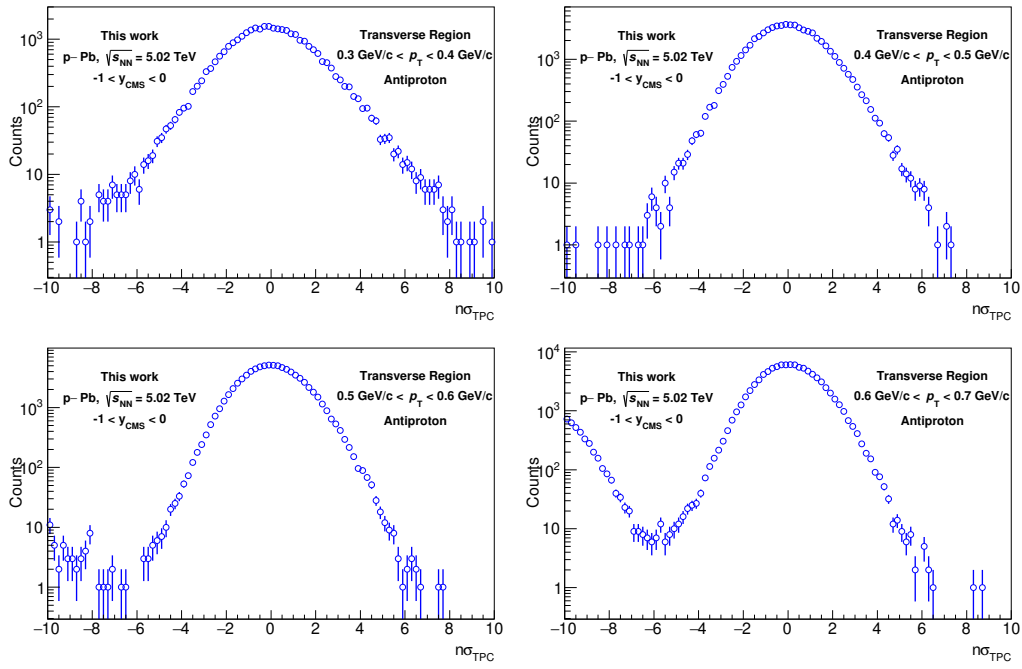 This work
p− Pb, √sNN = 5.02 TeV
-1 < yCMS < 0
Transverse Region
0.3 GeV/c < pT < 0.4 GeV/c
Antiproton
Counts
10³
10²
10
1
−10 −8 −6 −4 −2 0 2 4 6 8 10
nσTPC
This work
p− Pb, √sNN = 5.02 TeV
-1 < yCMS < 0
Transverse Region
0.4 GeV/c < pT < 0.5 GeV/c
Antiproton
Counts
10³
10²
10
1
−10 −8 −6 −4 −2 0 2 4 6 8 10
nσTPC
This work
p− Pb, √sNN = 5.02 TeV
-1 < yCMS < 0
Transverse Region
0.5 GeV/c < pT < 0.6 GeV/c
Antiproton
Counts
10³
10²
10
1
−10 −8 −6 −4 −2 0 2 4 6 8 10
nσTPC
This work
p− Pb, √sNN = 5.02 TeV
-1 < yCMS < 0
Transverse Region
0.6 GeV/c < pT < 0.7 GeV/c
Antiproton
Counts
10⁴
10³
10²
10
1
−10 −8 −6 −4 −2 0 2 4 6 8 10
nσTPC